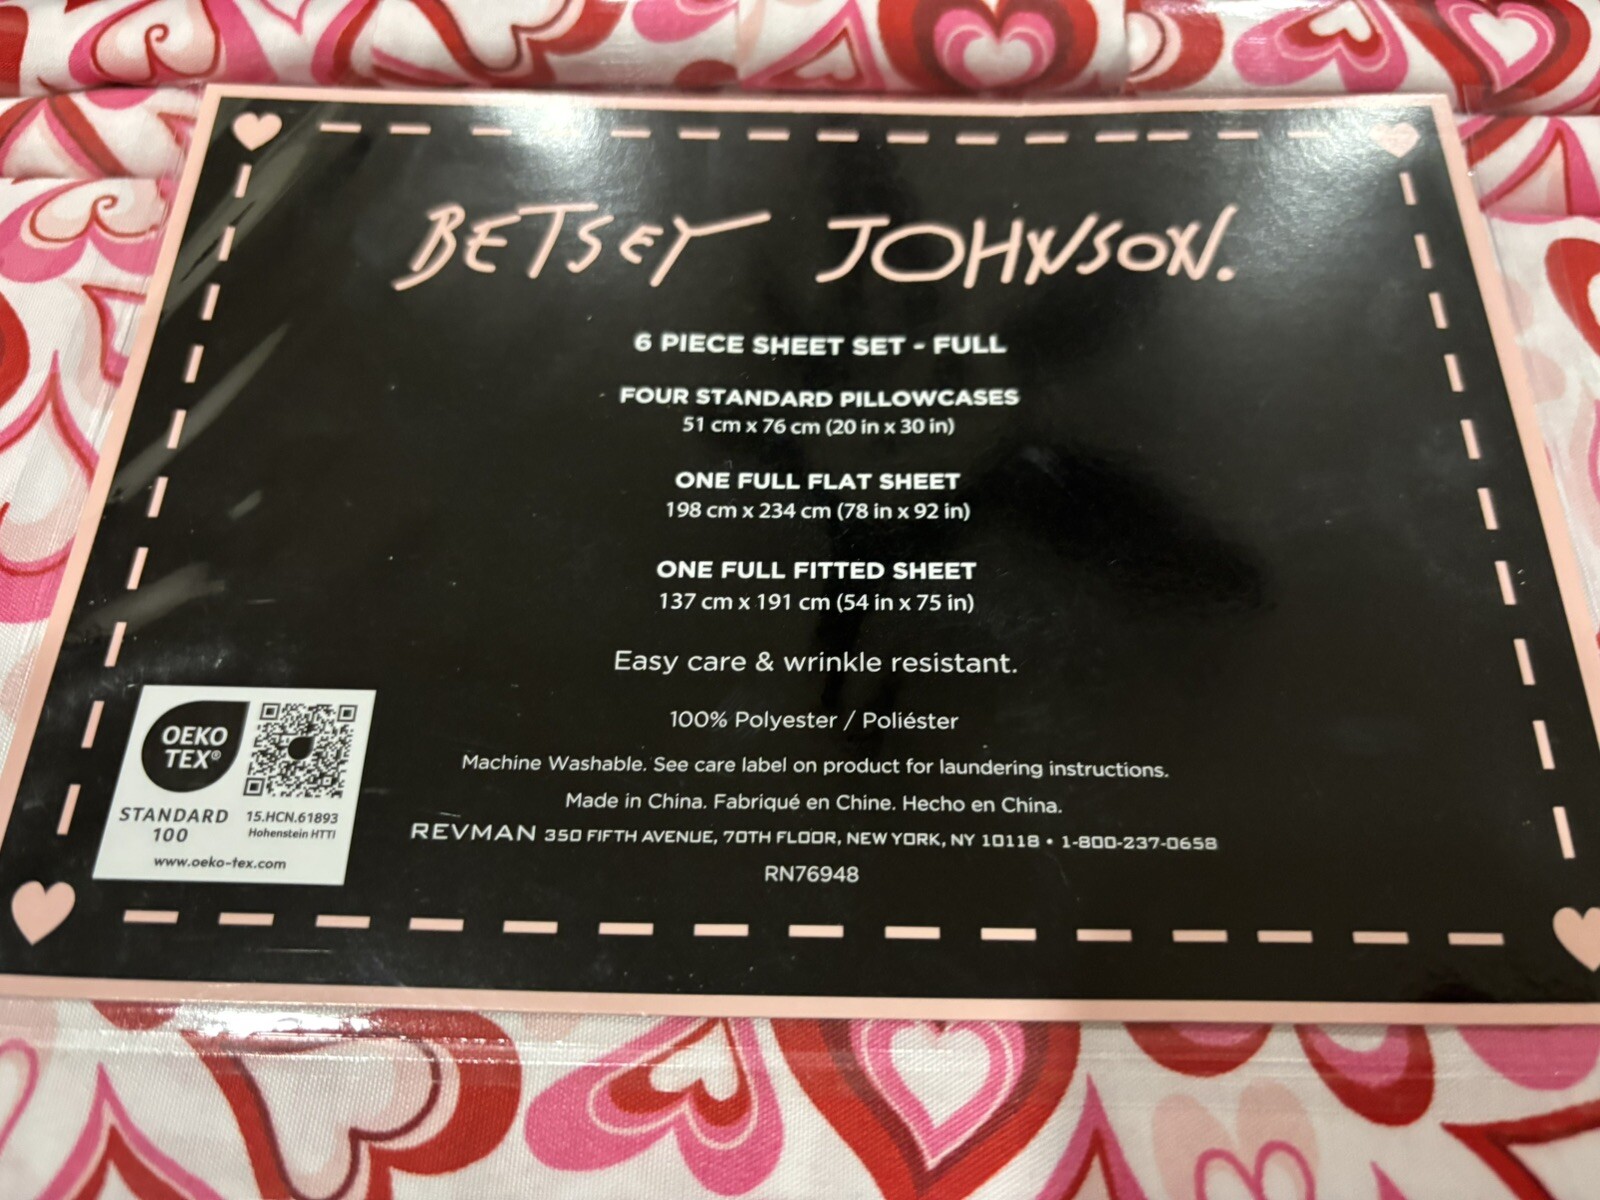 BETSEY JOHNSON.
6 PIECE SHEET SET - FULL
FOUR STANDARD PILLOWCASES
51 cm x 76 cm (20 in x 30 in)
ONE FULL FLAT SHEET
198 cm x 234 cm (78 in x 92 in)
ONE FULL FITTED SHEET
137 cm x 191 cm (54 in x 75 in)
Easy care & wrinkle resistant.
100% Polyester / Poliéster
Machine Washable. See care label on product for laundering instructions.
Made in China. Fabriqué en Chine. Hecho en China.
REVMAN 350 FIFTH AVENUE, 70TH FLOOR, NEW YORK, NY 10118 • 1-800-237-0658
RN76948
OEKO
TEX®
STANDARD
100
15.HCN.61893
Hohenstein HTTI
www.oeko-tex.com